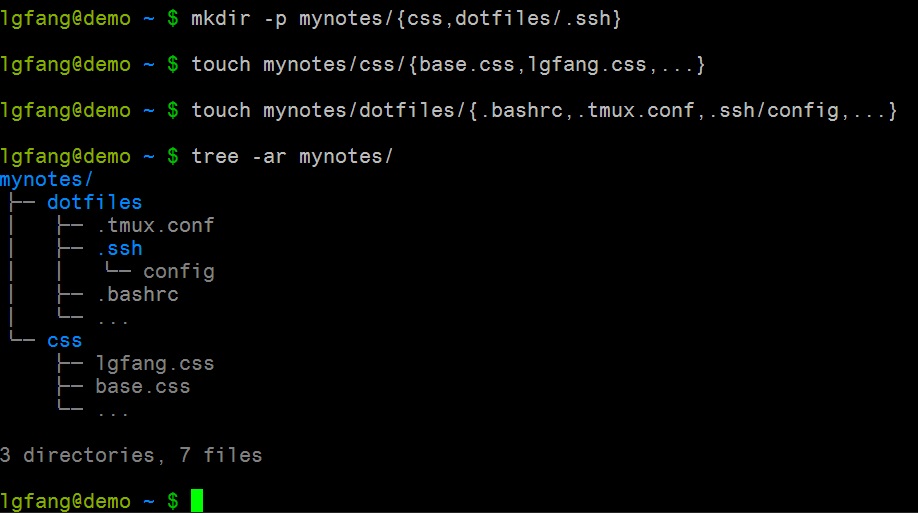 lgfang@demo ~ $ mkdir -p mynotes/{css,dotfiles/.ssh}
lgfang@demo ~ $ touch mynotes/css/{base.css,lgfang.css,...}
lgfang@demo ~ $ touch mynotes/dotfiles/{.bashrc,.tmux.conf,.ssh/config,...}
lgfang@demo ~ $ tree -ar mynotes/
mynotes/
├── dotfiles
│   ├── .tmux.conf
│   ├── .ssh
│   │   └── config
│   ├── .bashrc
│   └── ...
└── css
    ├── lgfang.css
    ├── base.css
    └── ...
3 directories, 7 files
lgfang@demo ~ $